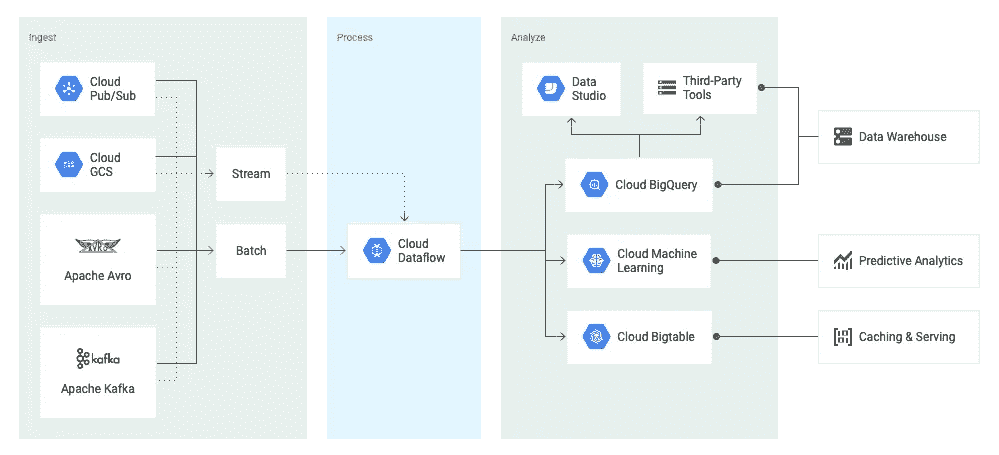 Ingest
Process
Analyze
Cloud
Pub/Sub
Cloud
GCS
AVRO
Apache Avro
kafka
Apache Kafka
Stream
Batch
Cloud
Dataflow
Data
Studio
Third-Party
Tools
Cloud BigQuery
Cloud Machine
Learning
Cloud Bigtable
Data Warehouse
Predictive Analytics
Caching & Serving